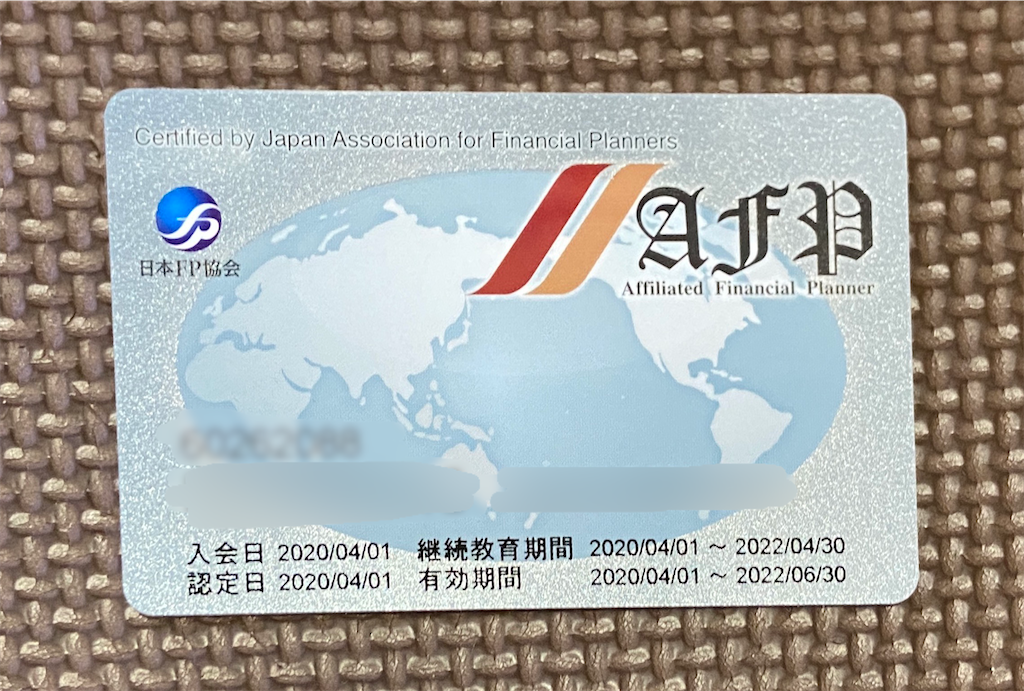 Certified by Japan Association for Financial Planners
AFP
Affiliated Financial Planner
日本FP協会
入会日 2020/04/01 継続教育期間 2020/04/01 ~ 2022/04/30
認定日 2020/04/01 有効期間 2020/04/01 ~ 2022/06/30